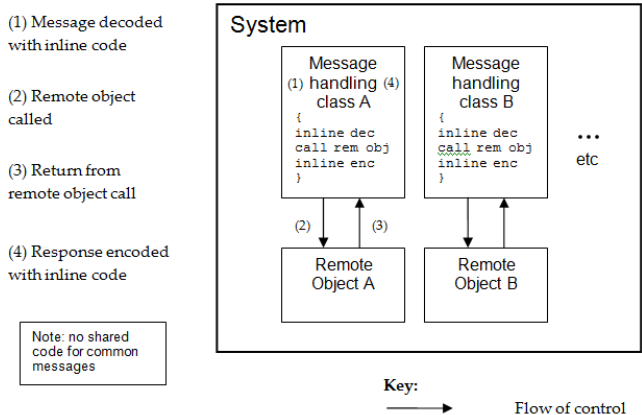 (1) Message decoded
with inline code
(2) Remote object
called
(3) Return from
remote object call
(4) Response encoded
with inline code
Note: no shared
code for common
messages
System
Message
(1) handling (4)
class A
{
inline dec
call rem obj
inline enc
}
(2)
(3)
Remote
Object A
Message
handling
class B
{
inline dec
call rem obj
inline enc
}
Remote
Object B
...
etc
Key:
Flow of control